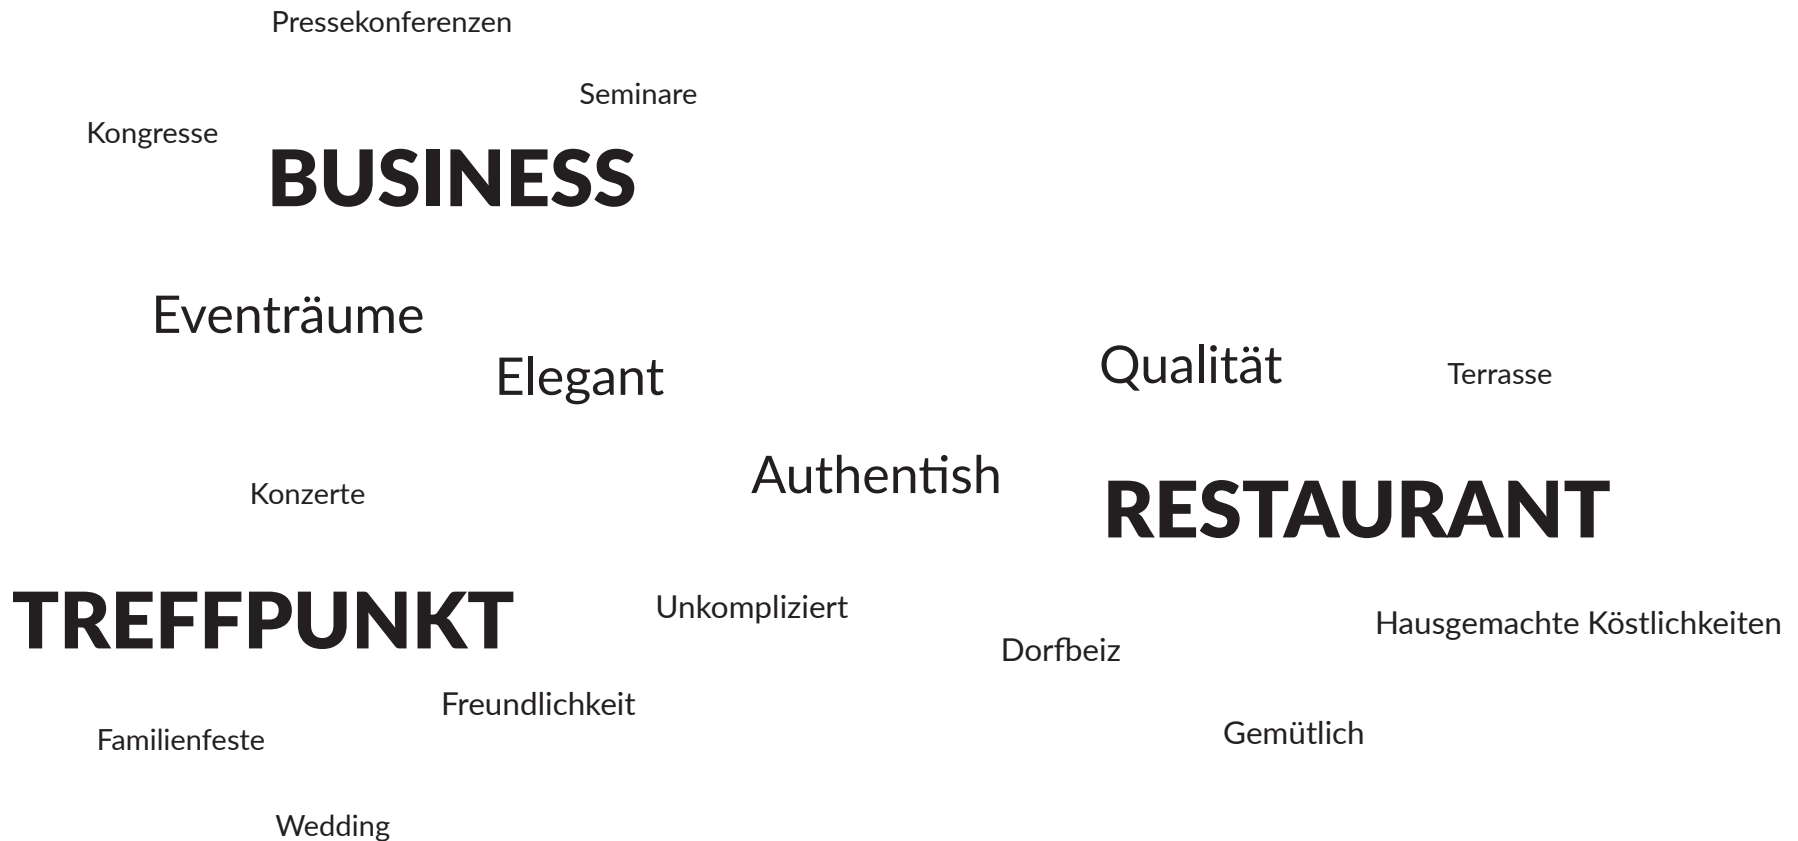 Pressekonferenzen
Seminare
Kongresse
BUSINESS
Eventräume
Elegant
Qualität
Terrasse
Authentish
Konzerte
RESTAURANT
TREFFPUNKT
Unkompliziert
Hausgemachte Köstlichkeiten
Dorfbeiz
Freundlichkeit
Gemütlich
Familienfeste
Wedding